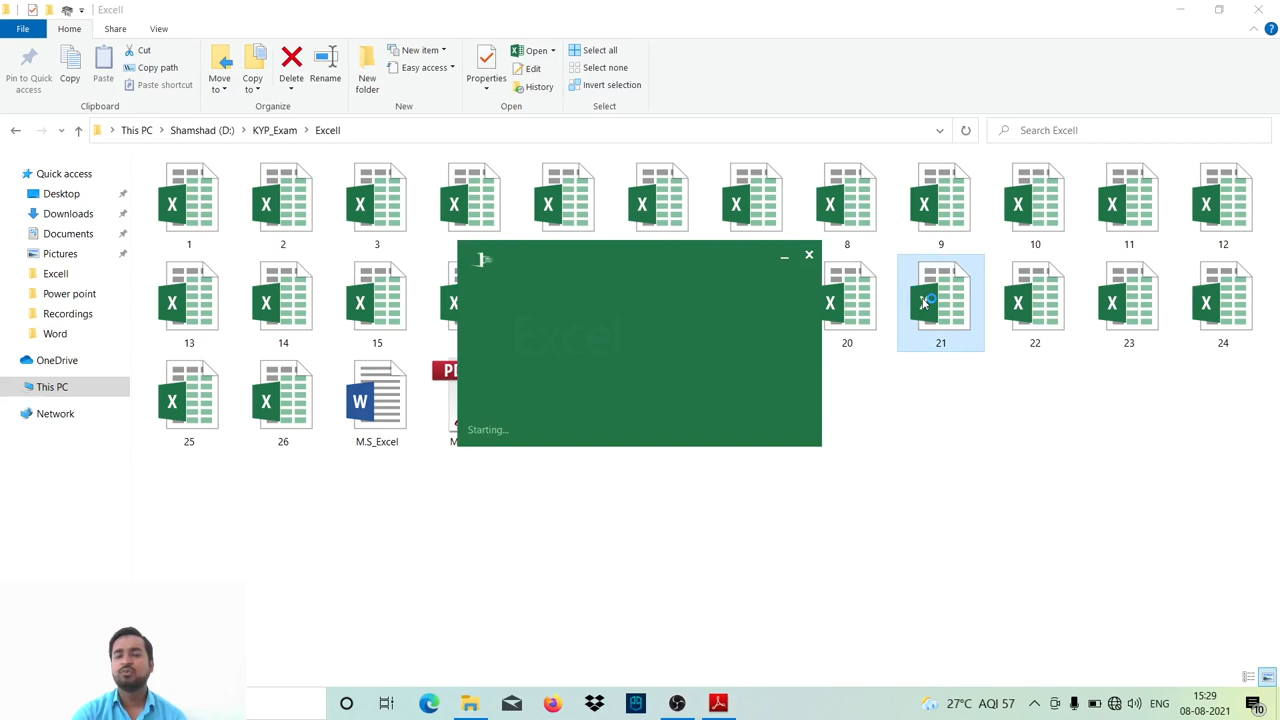 Excell
File
Home
Share
View
Pin to Quick access
Copy
Paste
Cut
Copy path
Paste shortcut
Clipboard
Move to
Copy to
Delete
Rename
Organize
New folder
New item
Easy access
New
Properties
Open
Edit
History
Open
Select all
Select none
Invert selection
Select
This PC
Shamshad (D:)
KYP_Exam
Excell
Search Excell
Quick access
Desktop
Downloads
Documents
Pictures
Excell
Power point
Recordings
Word
OneDrive
This PC
Network
1
2
3
8
9
10
11
12
13
14
15
20
21
22
23
24
25
26
M.S_Excel
Excel
Starting...
27°C AQI 57
ENG
15:29
08-08-2021
10